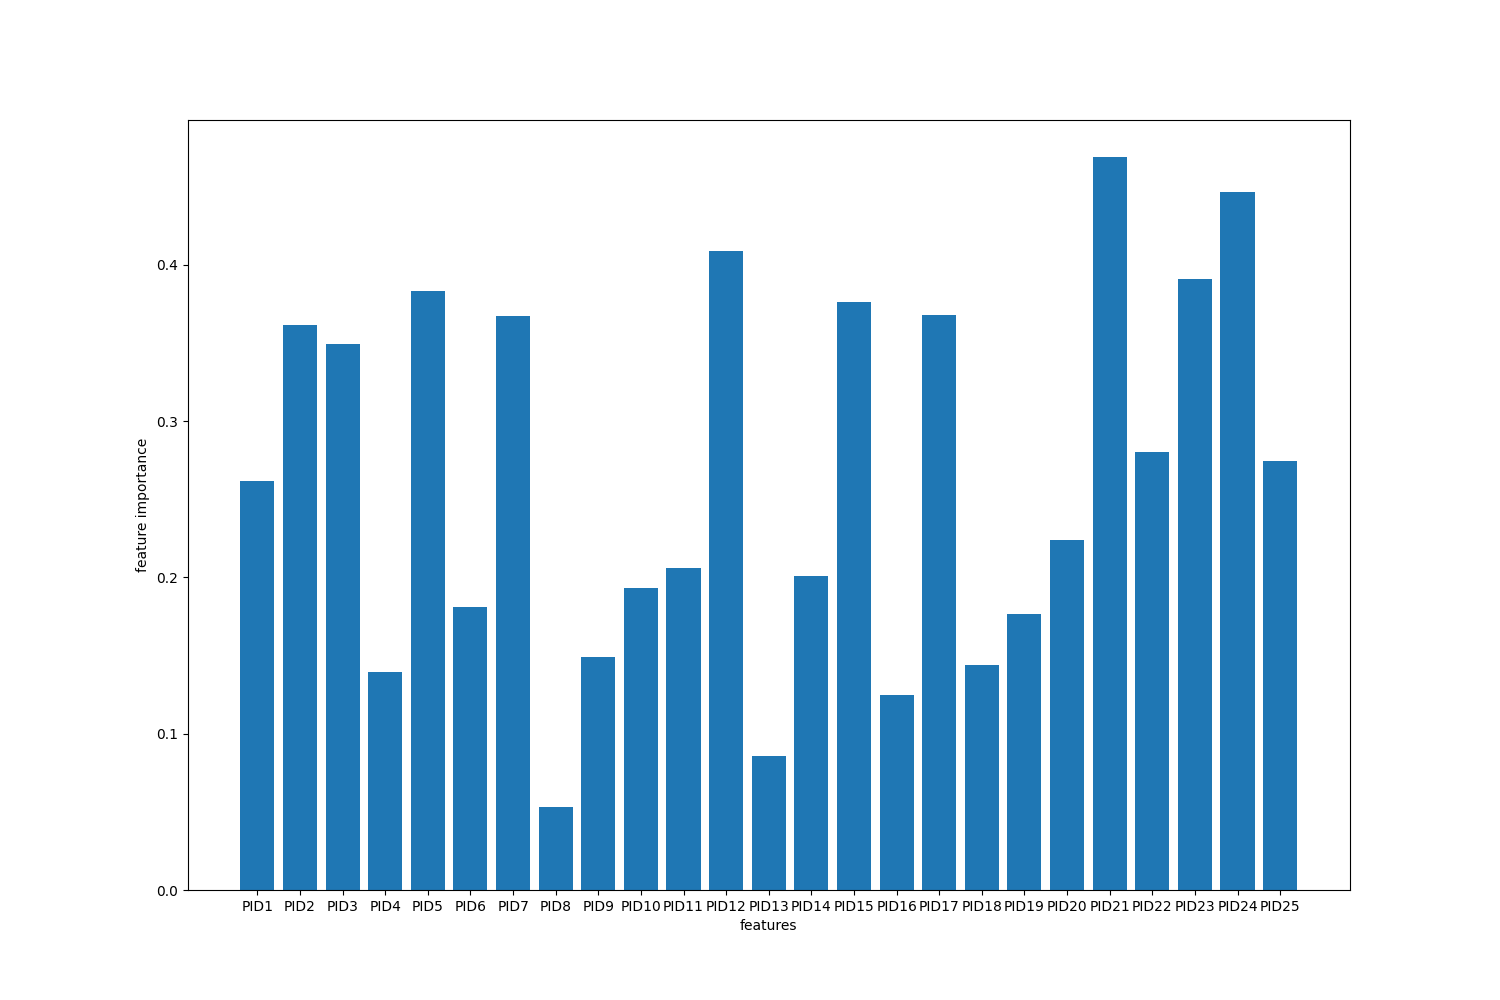 feature importance
0.4
0.3
0.2
0.1
0.0
PID1 PID2 PID3 PID4 PID5 PID6 PID7 PID8 PID9 PID10 PID11 PID12 PID13 PID14 PID15 PID16 PID17 PID18 PID19 PID20 PID21 PID22 PID23 PID24 PID25
features